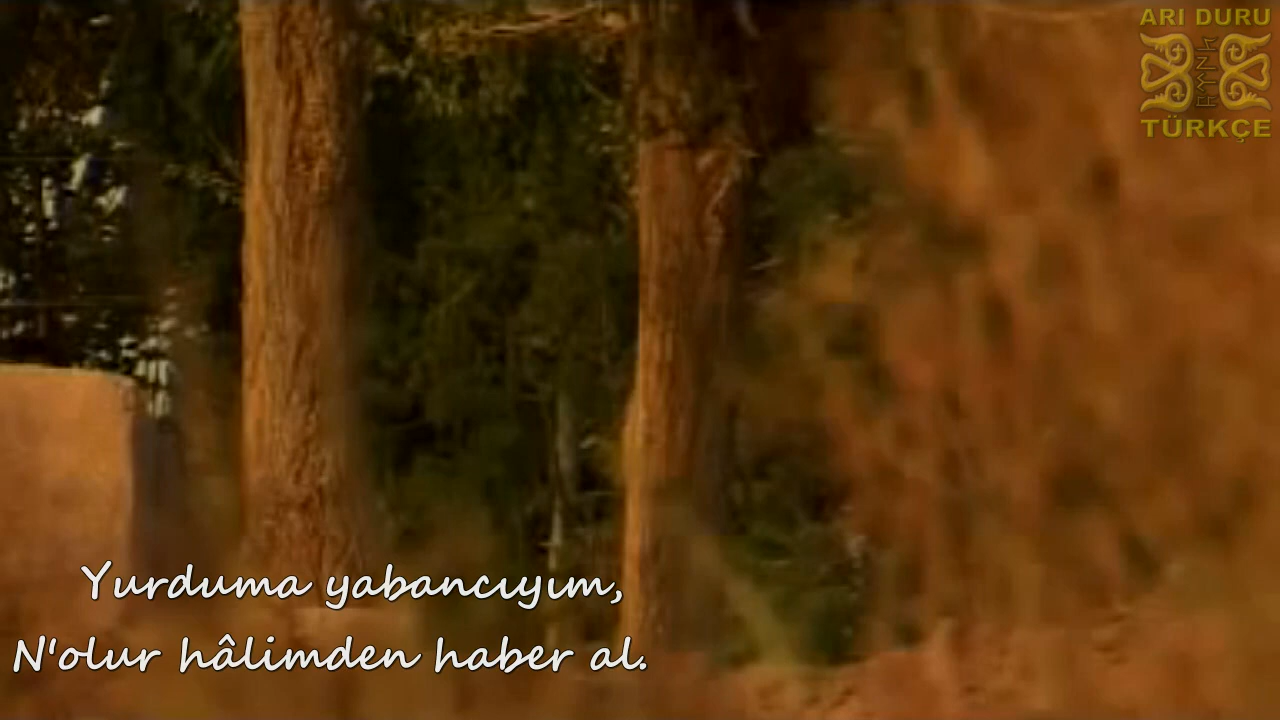 ARI DURU
TÜRKÇE
Yurduma yabancıyım,
N'olur hâlimden haber al.